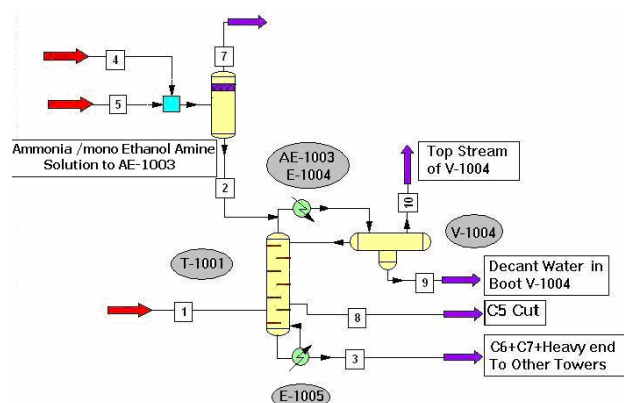 4
7
5
Ammonia /mono Ethanol Amine
Solution to AE-1003
2
AE-1003
E-1004
10
Top Stream
of V-1004
V-1004
T-1001
9
Decant Water in
Boot V-1004
1
8
C5 Cut
3
C6+C7+Heavy end
To Other Towers
E-1005